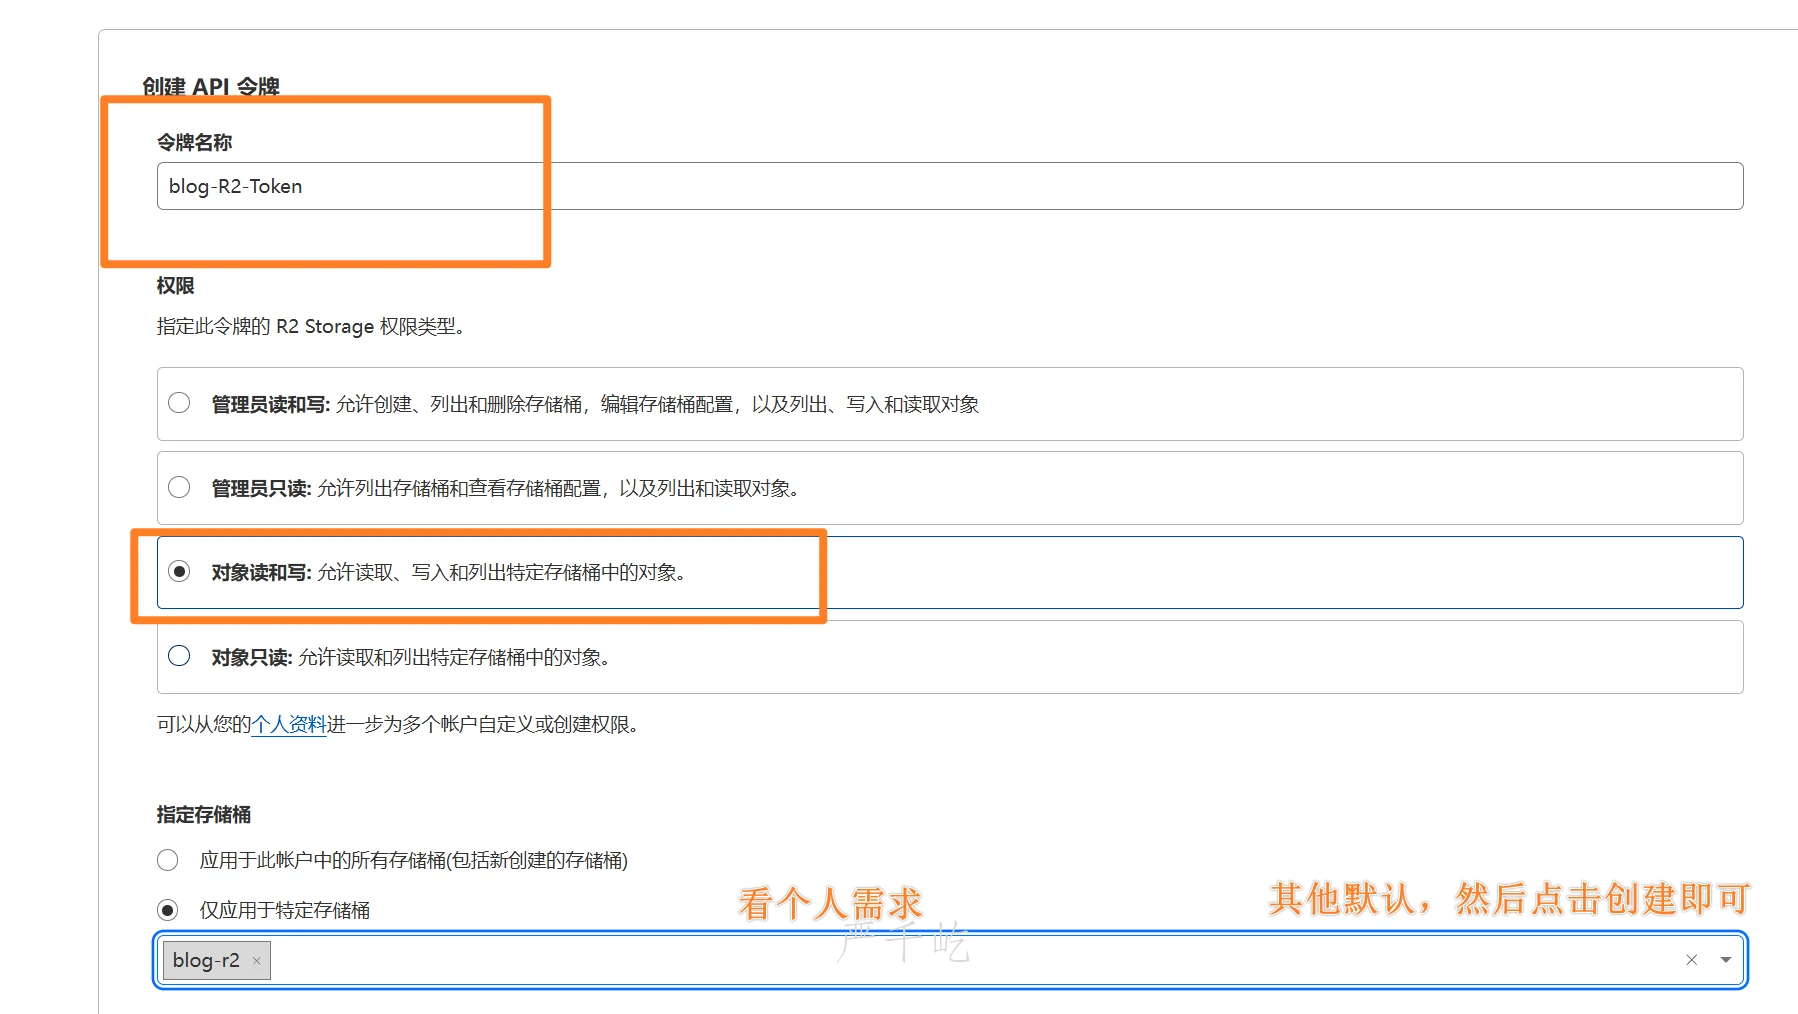 创建 API 令牌
令牌名称
blog-R2-Token
权限
指定此令牌的 R2 Storage 权限类型。
管理员读和写: 允许创建、列出和删除存储桶，编辑存储桶配置，以及列出、写入和读取对象
管理员只读: 允许列出存储桶和查看存储桶配置，以及列出和读取对象。
对象读和写: 允许读取、写入和列出特定存储桶中的对象。
对象只读: 允许读取和列出特定存储桶中的对象。
可以从您的个人资料进一步为多个帐户自定义或创建权限。
指定存储桶
应用于此帐户中的所有存储桶(包括新创建的存储桶)
仅应用于特定存储桶
看个人需求
其他默认，然后点击创建即可
严千屹
blog-r2 ×